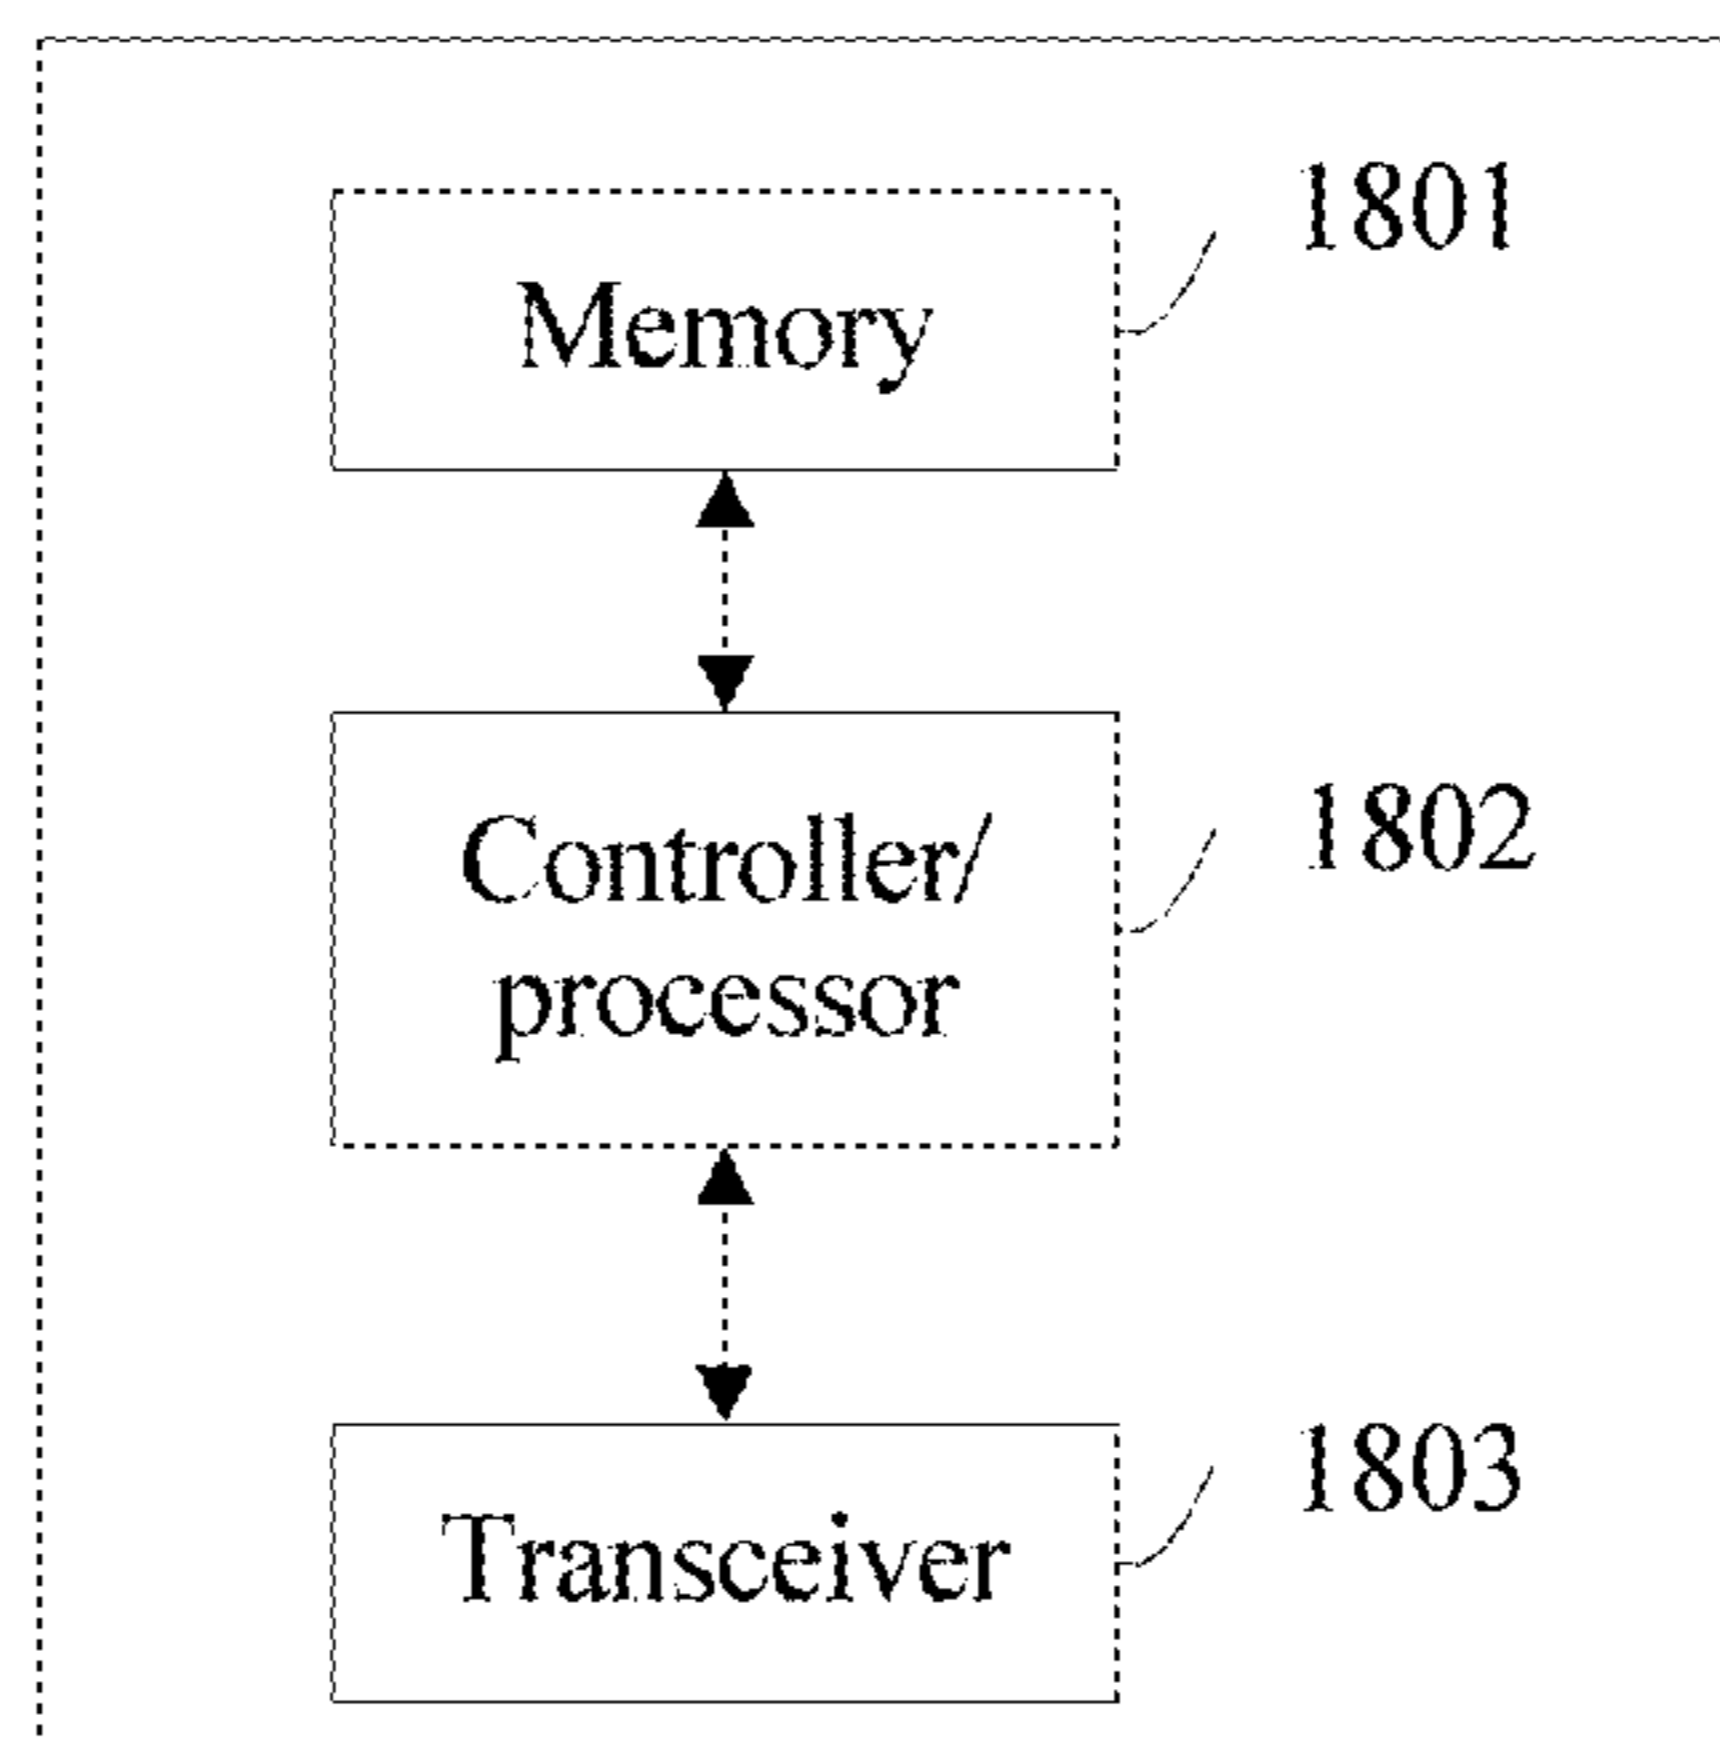 1801
Memory
1802
Controller/
processor
1803
Transceiver